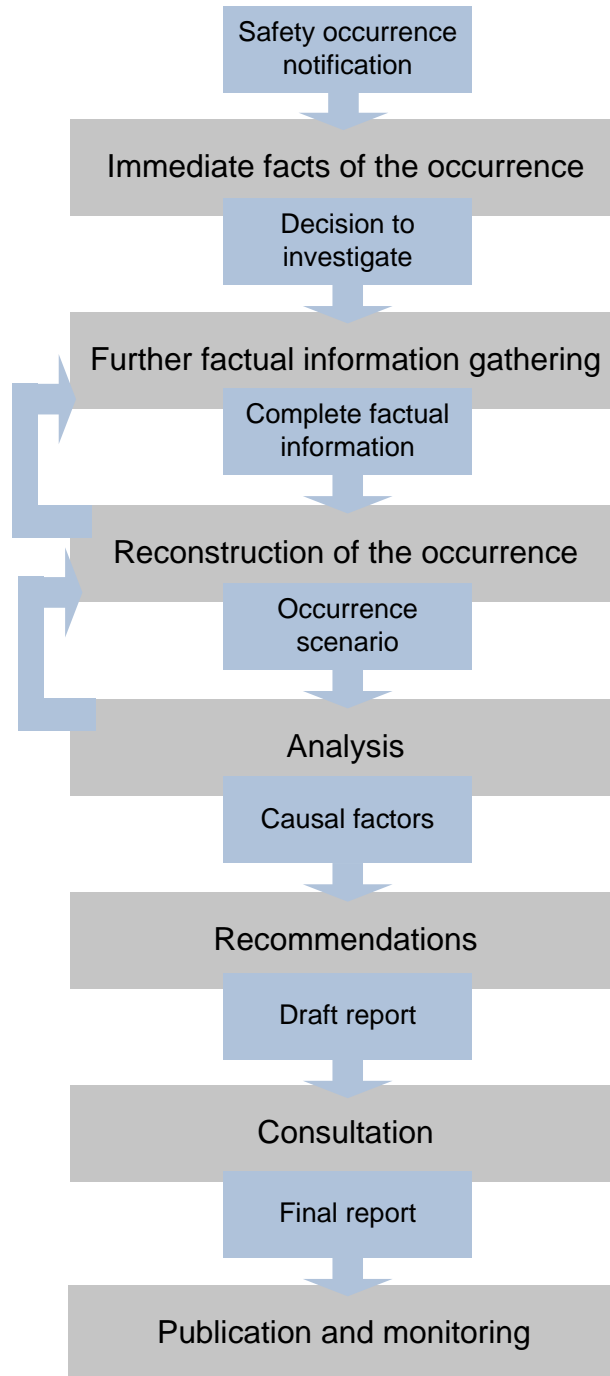 Safety occurrence
notification
Immediate facts of the occurrence
Decision to
investigate
Further factual information gathering
Complete factual
information
Reconstruction of the occurrence
Occurrence
scenario
Analysis
Causal factors
Recommendations
Draft report
Consultation
Final report
Publication and monitoring